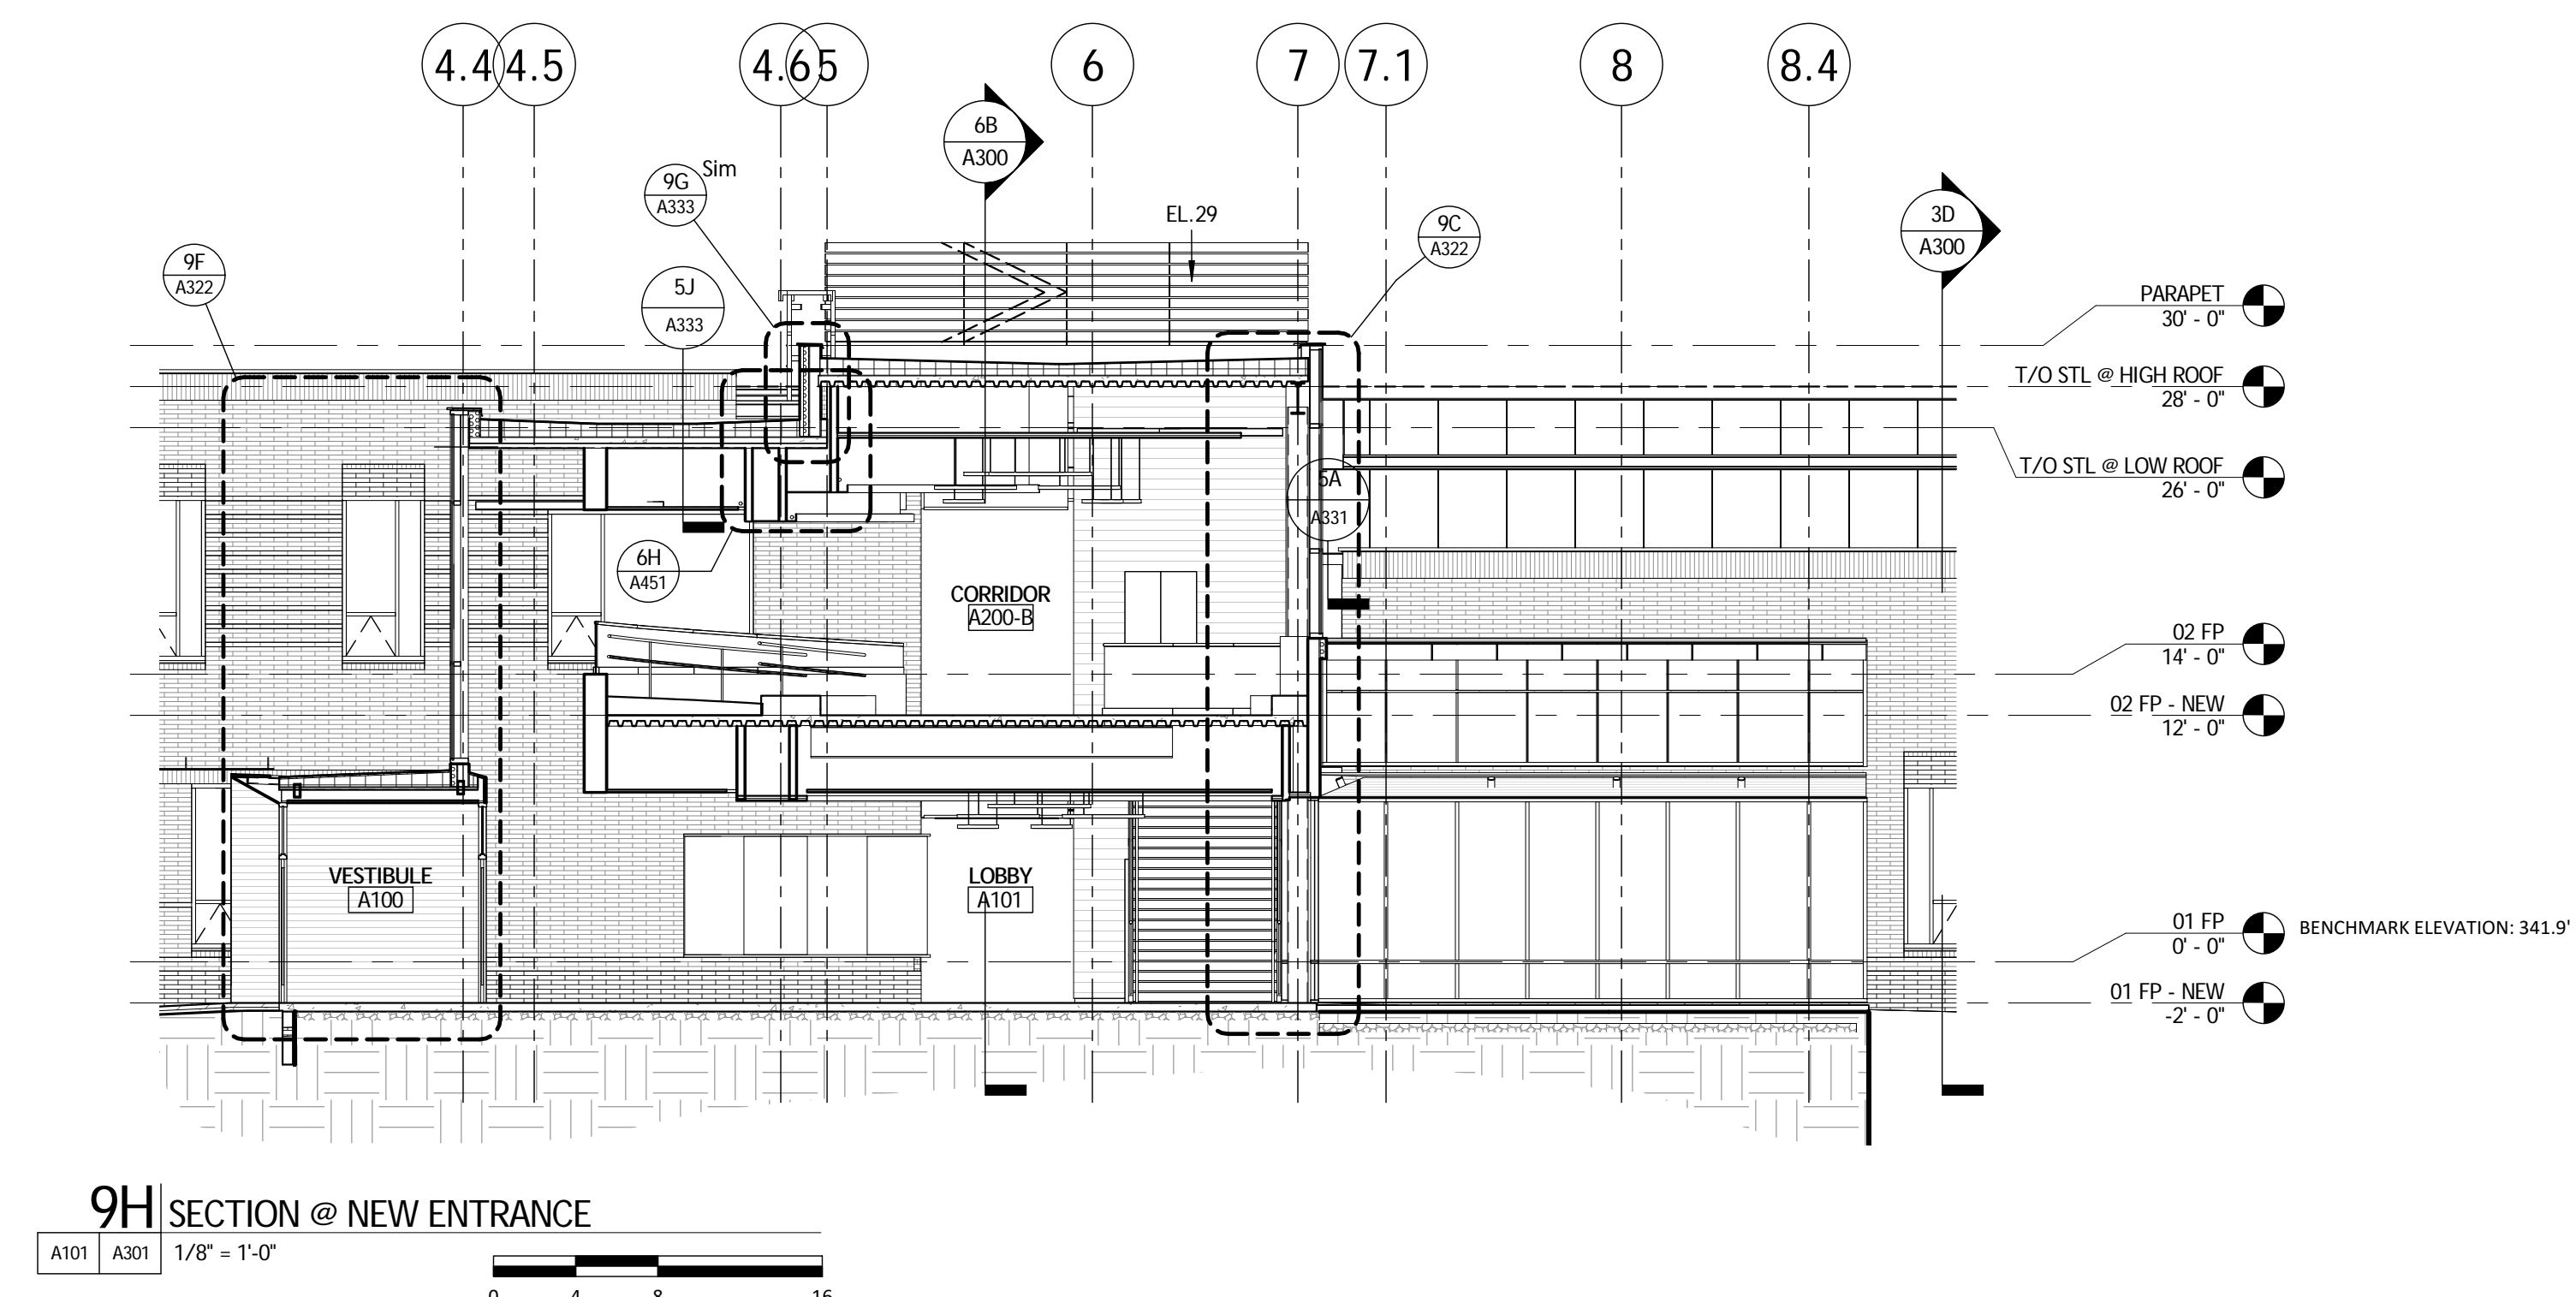 4.4 4.5 4.6 5 6 7 7.1 8 8.4
6B
A300
9G Sim
A333
EL.29
9C
A322
3D
A300
9F
A322
5J
A333
PARAPET
30' - 0"
T/O STL @ HIGH ROOF
28' - 0"
T/O STL @ LOW ROOF
26' - 0"
5A
A331
6H
A451
CORRIDOR
A200-B
02 FP
14' - 0"
02 FP - NEW
12' - 0"
VESTIBULE
A100
LOBBY
A101
01 FP
0' - 0"
BENCHMARK ELEVATION: 341.9'
01 FP - NEW
-2' - 0"
9H SECTION @ NEW ENTRANCE
A101 A301 1/8" = 1'-0"
0 4 8 16